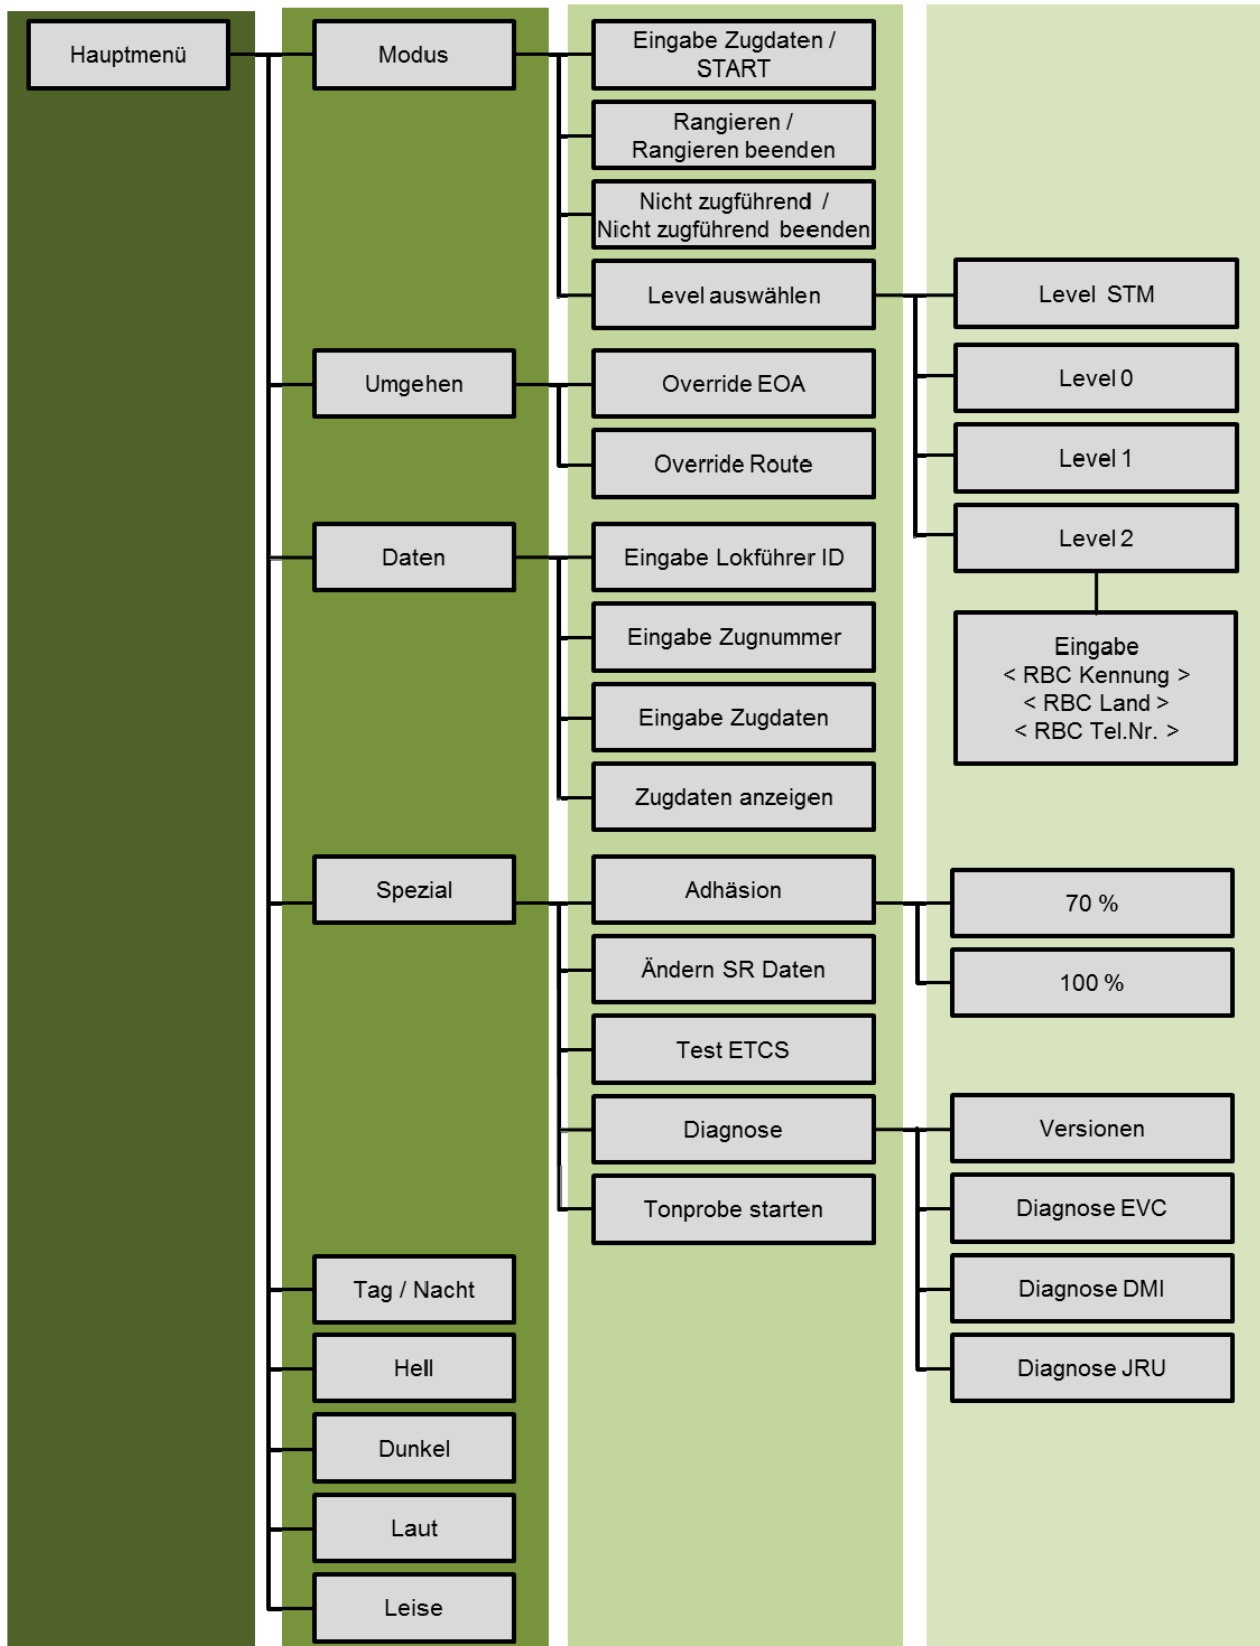 Hauptmenü
Modus
Eingabe Zugdaten /
START
Rangieren /
Rangieren beenden
Nicht zugführend /
Nicht zugführend beenden
Level auswählen
Level STM
Level 0
Level 1
Level 2
Eingabe
< RBC Kennung >
< RBC Land >
< RBC Tel.Nr. >
Umgehen
Override EOA
Override Route
Daten
Eingabe Lokführer ID
Eingabe Zugnummer
Eingabe Zugdaten
Zugdaten anzeigen
Spezial
Adhäsion
70 %
100 %
Ändern SR Daten
Test ETCS
Diagnose
Versionen
Diagnose EVC
Diagnose DMI
Diagnose JRU
Tonprobe starten
Tag / Nacht
Hell
Dunkel
Laut
Leise